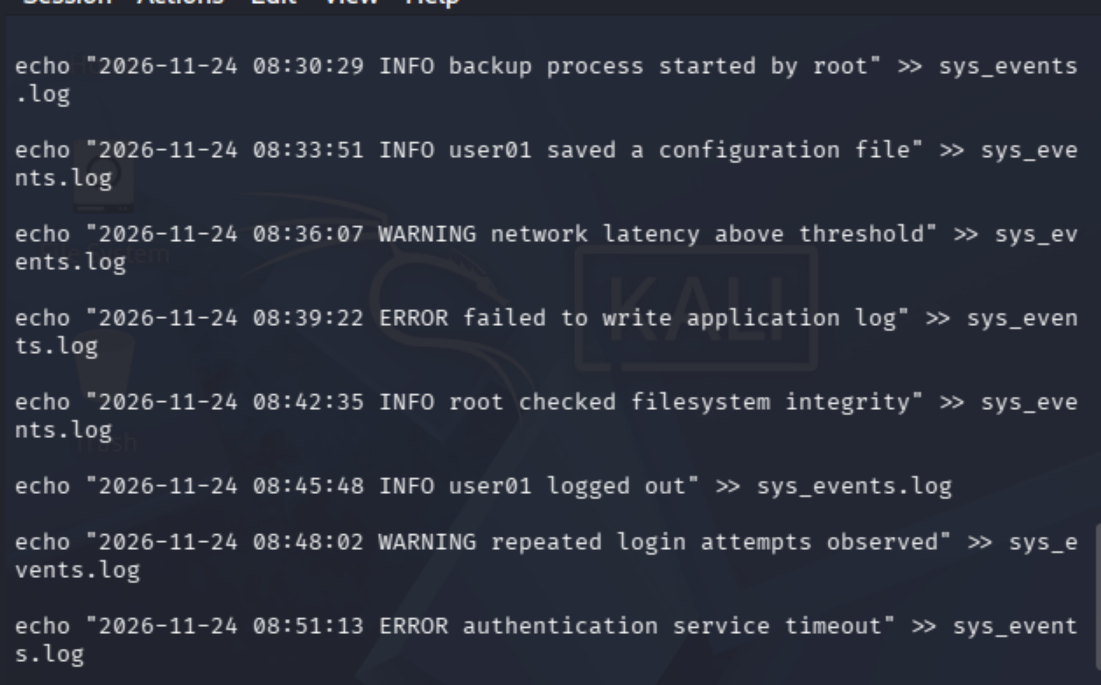 Session Actions Edit View Help
echo "2026-11-24 08:30:29 INFO backup process started by root" >> sys_events
.log
echo "2026-11-24 08:33:51 INFO user01 saved a configuration file" >> sys_eve
nts.log
echo "2026-11-24 08:36:07 WARNING network latency above threshold" >> sys_ev
ents.log
echo "2026-11-24 08:39:22 ERROR failed to write application log" >> sys_even
ts.log
echo "2026-11-24 08:42:35 INFO root checked filesystem integrity" >> sys_eve
nts.log
echo "2026-11-24 08:45:48 INFO user01 logged out" >> sys_events.log
echo "2026-11-24 08:48:02 WARNING repeated login attempts observed" >> sys_e
vents.log
echo "2026-11-24 08:51:13 ERROR authentication service timeout" >> sys_event
s.log
KALI
Trash